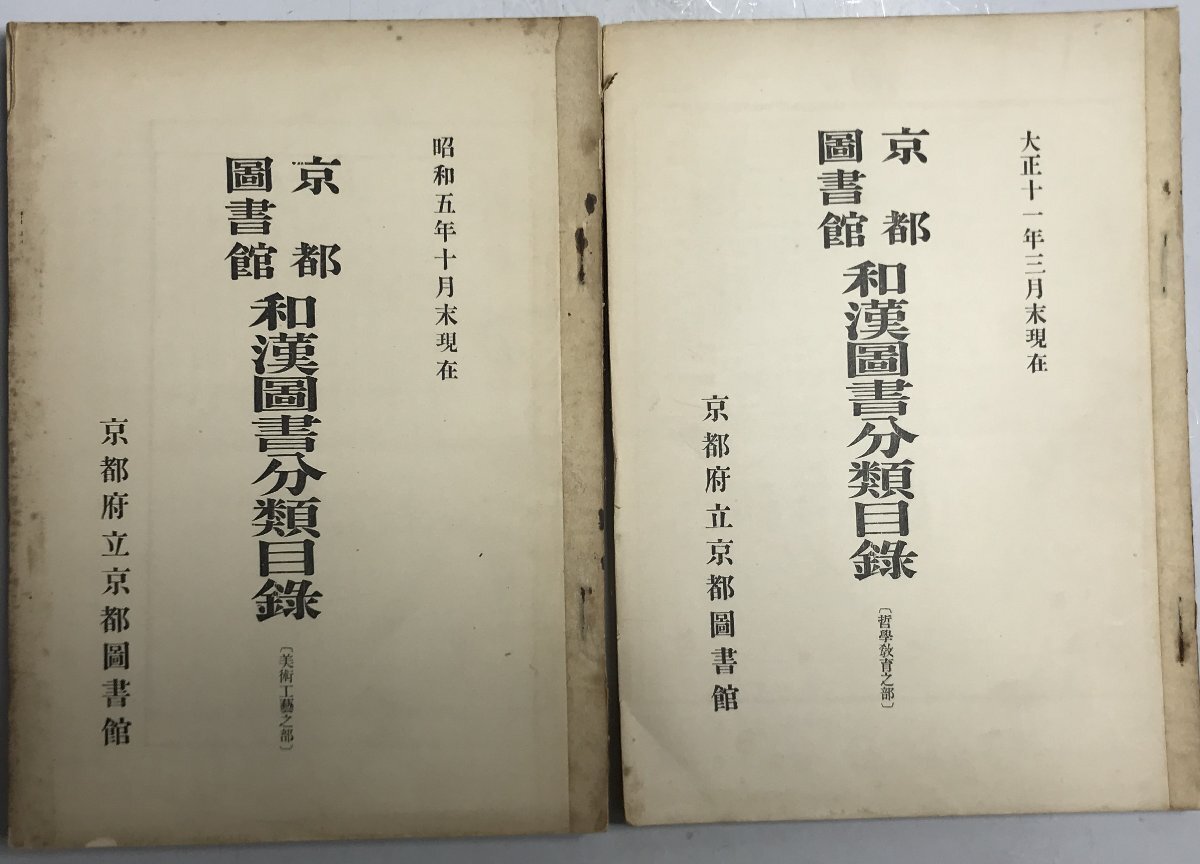 大正十一年三月末現在
京都
圖書館
和漢圖書分類目錄
〔哲學敎育之部〕
京都府立京都圖書館
昭和五年十月末現在
京都
圖書館
和漢圖書分類目錄
〔美術工藝之部〕
京都府立京都圖書館